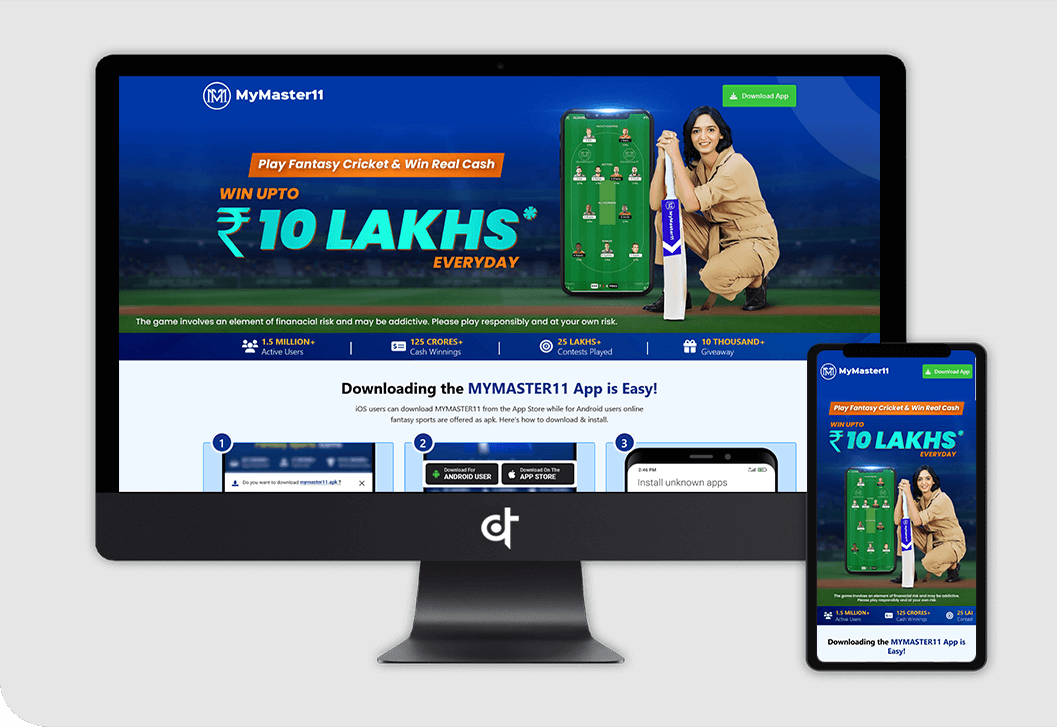 MyMaster11
Download App
Play Fantasy Cricket & Win Real Cash
WIN UPTO
₹10 LAKHS*
EVERYDAY
MyMaster11
The game involves an element of finanacial risk and may be addictive. Please play responsibly and at your own risk.
1.5 MILLION+
Active Users
125 CRORES+
Cash Winnings
25 LAKHS+
Contests Played
10 THOUSAND+
Giveaway
Downloading the MYMASTER11 App is Easy!
iOS users can download MYMASTER11 from the App Store while for Android users online
fantasy sports are offered as apk. Here's how to download & install.
1
Do you want to download mymaster11.apk ?
2
Download For
ANDROID USER
Download On The
APP STORE
3
2:46 PM
Install unknown apps
MyMaster11
Download App
Play Fantasy Cricket & Win Real Cash
WIN UPTO
₹10 LAKHS*
EVERYDAY
MyMaster11
The game involves an element of finanacial risk and may be addictive.
Please play responsibly and at your own risk.
1.5 MILLION+
Active Users
125 CRORES+
Cash Winnings
25 LAI
Contest
Downloading the MYMASTER11 App is
Easy!